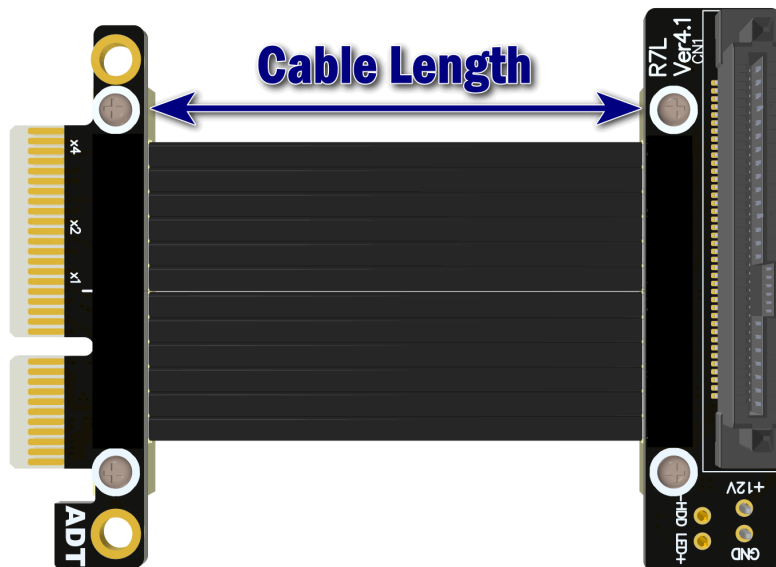 Cable Length
R7L
Ver4.1
CN1
x4
x2
x1
ADT
+12V
-HDD LED+
GND